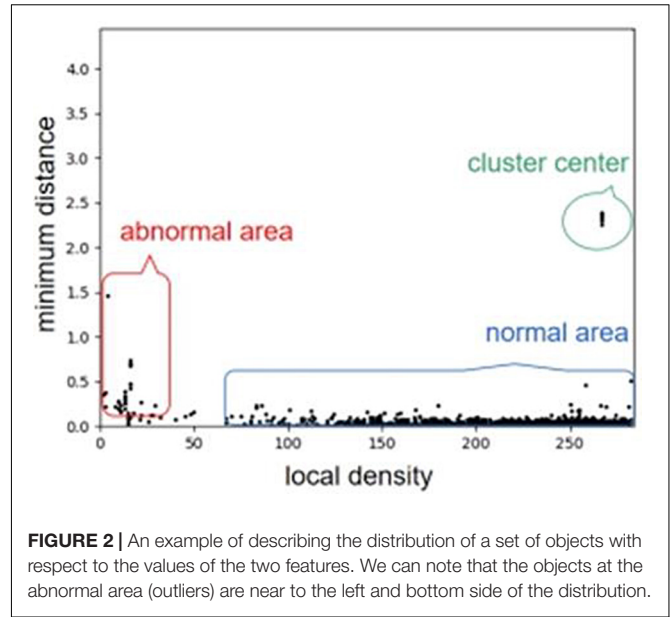 4.0
3.5
3.0
2.5
2.0
1.5
1.0
0.5
0.0
minimum distance
cluster center
abnormal area
normal area
0 50 100 150 200 250
local density
FIGURE 2 | An example of describing the distribution of a set of objects with
respect to the values of the two features. We can note that the objects at the
abnormal area (outliers) are near to the left and bottom side of the distribution.